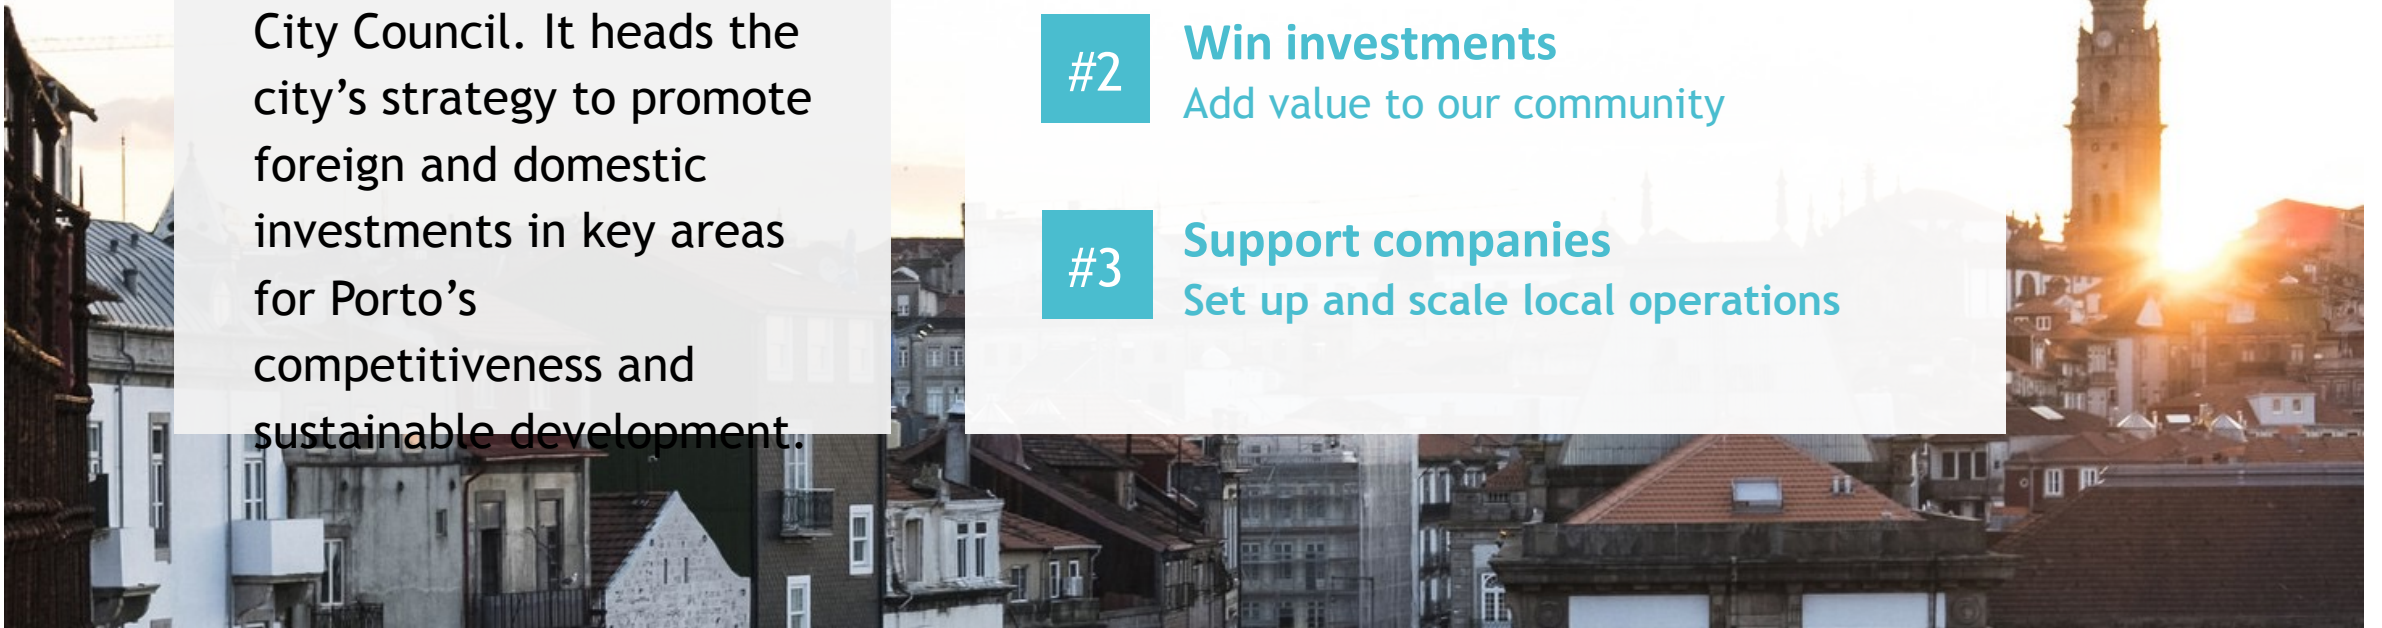 City Council. It heads the
city’s strategy to promote
foreign and domestic
investments in key areas
for Porto’s
competitiveness and
sustainable development.
#2
Win investments
Add value to our community
#3
Support companies
Set up and scale local operations